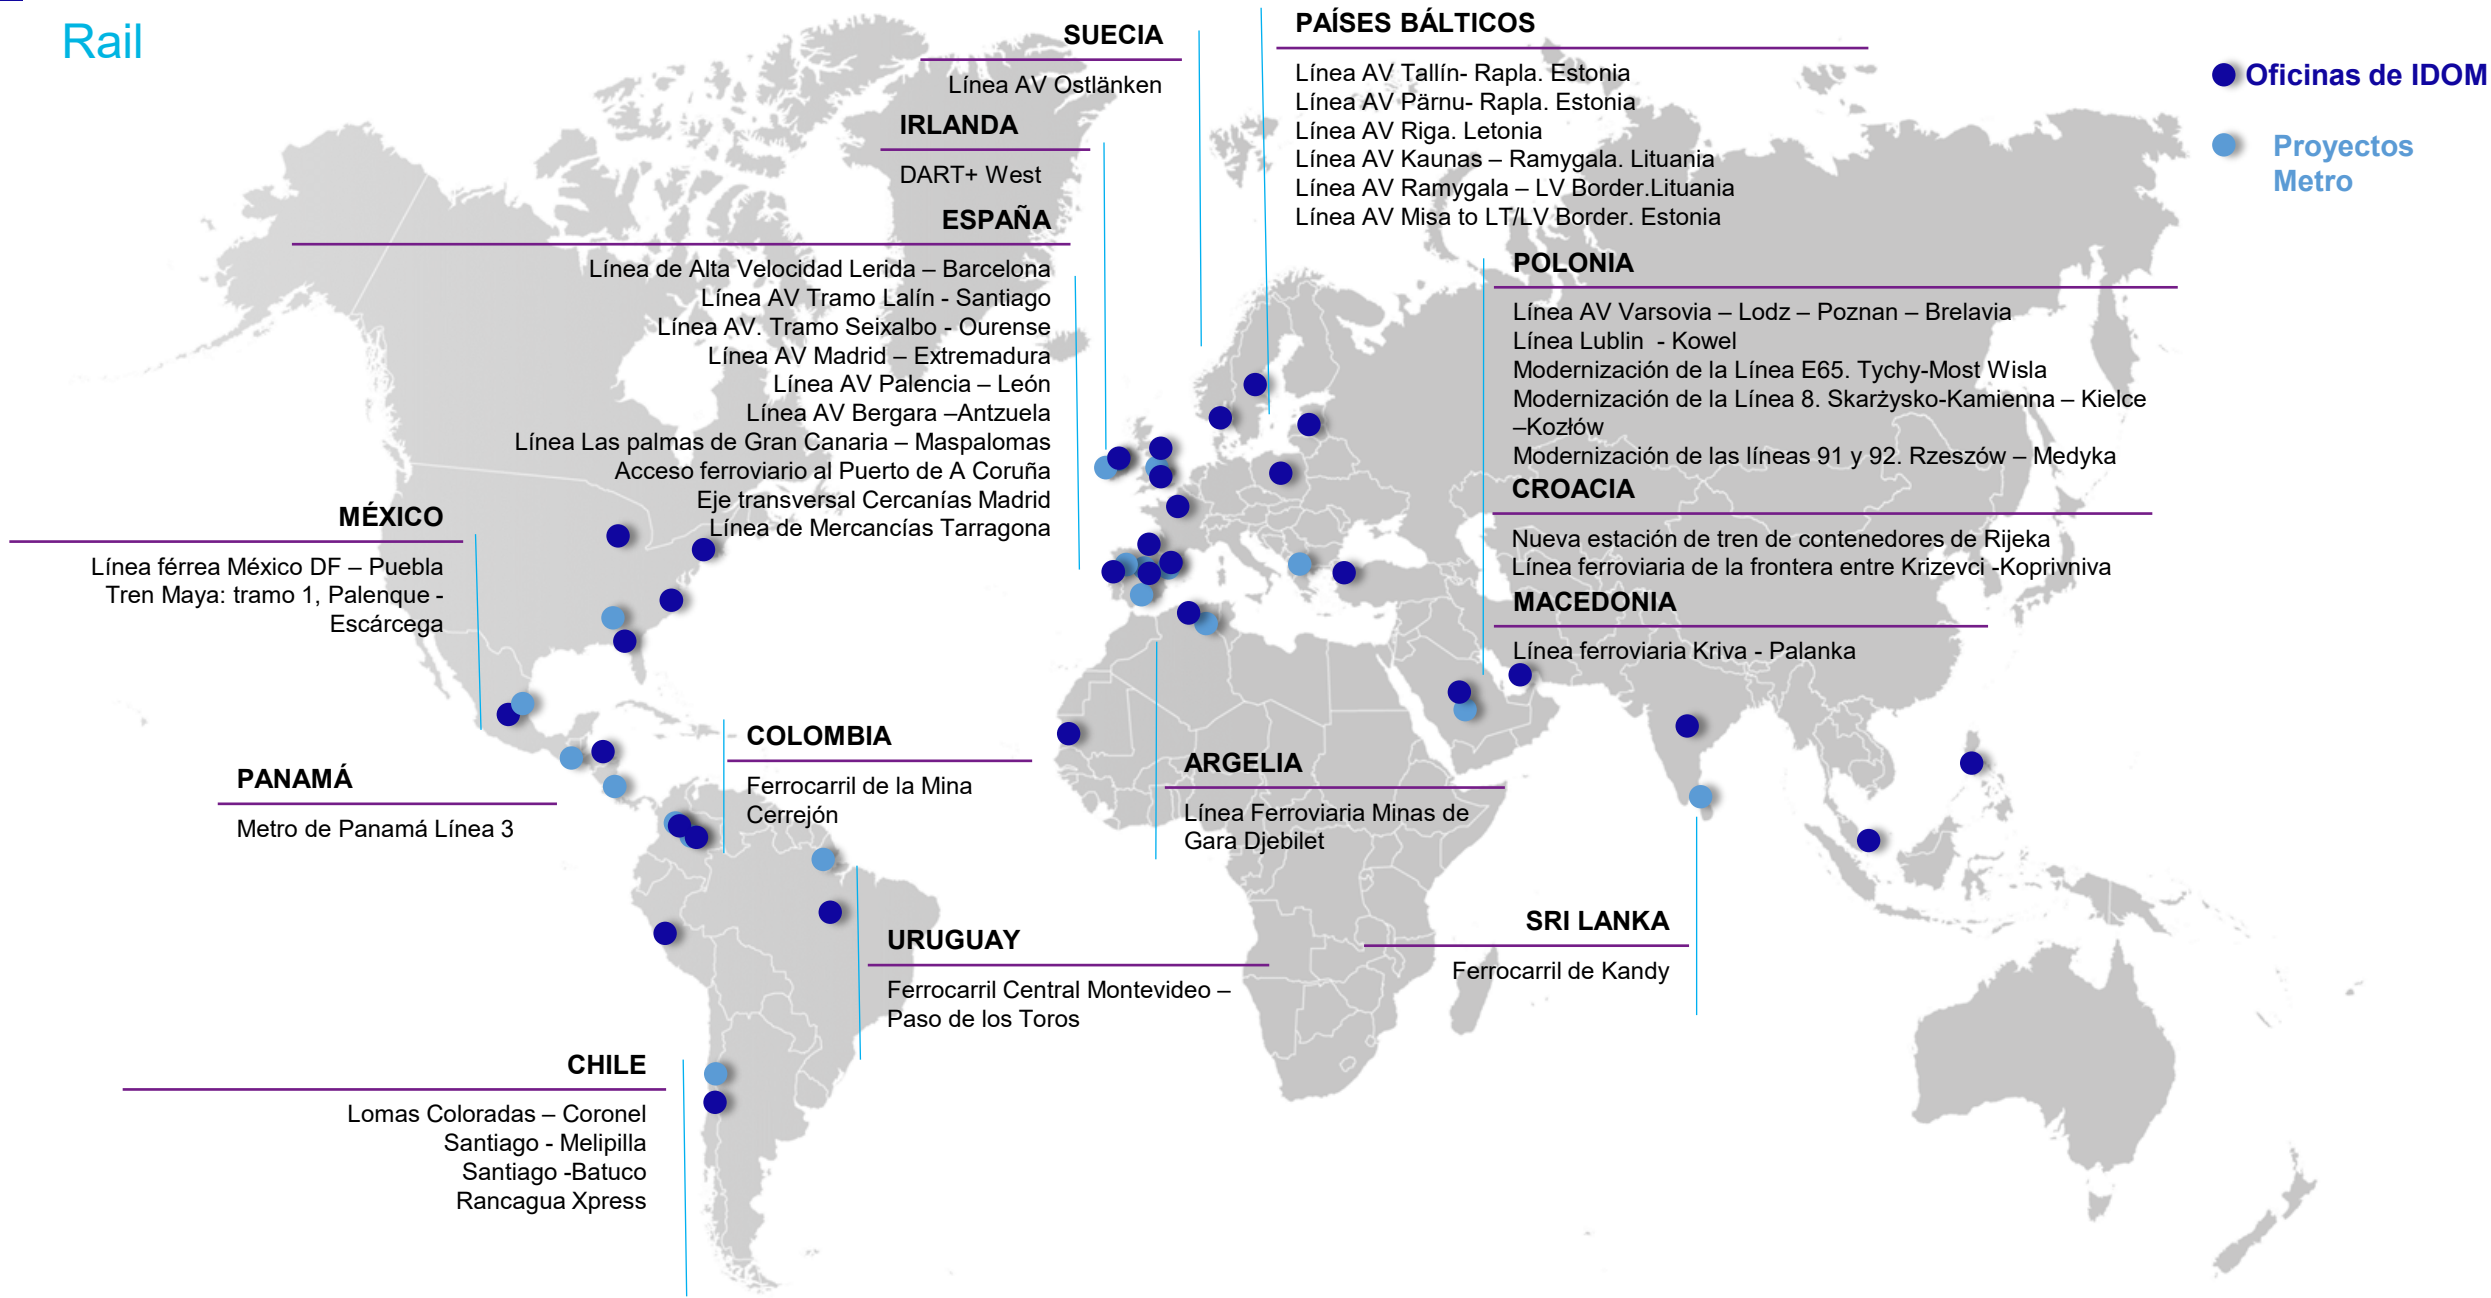 Rail
SUECIA
Línea AV Ostlänken
IRLANDA
DART+ West
ESPAÑA
Línea de Alta Velocidad Lerida – Barcelona
Línea AV Tramo Lalín - Santiago
Línea AV. Tramo Seixalbo - Ourense
Línea AV Madrid – Extremadura
Línea AV Palencia – León
Línea AV Bergara –Antzuela
Línea Las palmas de Gran Canaria – Maspalomas
Acceso ferroviario al Puerto de A Coruña
Eje transversal Cercanías Madrid
Línea de Mercancías Tarragona
PAÍSES BÁLTICOS
Línea AV Tallín- Rapla. Estonia
Línea AV Pärnu- Rapla. Estonia
Línea AV Riga. Letonia
Línea AV Kaunas – Ramygala. Lituania
Línea AV Ramygala – LV Border.Lituania
Línea AV Misa to LT/LV Border. Estonia
Oficinas de IDOM
Proyectos
Metro
POLONIA
Línea AV Varsovia – Lodz – Poznan – Brelavia
Línea Lublin  - Kowel
Modernización de la Línea E65. Tychy-Most Wisla
Modernización de la Línea 8. Skarżysko-Kamienna – Kielce
–Kozłów
Modernización de las líneas 91 y 92. Rzeszów – Medyka
CROACIA
Nueva estación de tren de contenedores de Rijeka
Línea ferroviaria de la frontera entre Krizevci -Koprivniva
MACEDONIA
Línea ferroviaria Kriva - Palanka
MÉXICO
Línea férrea México DF – Puebla
Tren Maya: tramo 1, Palenque -
Escárcega
PANAMÁ
Metro de Panamá Línea 3
COLOMBIA
Ferrocarril de la Mina
Cerrejón
ARGELIA
Línea Ferroviaria Minas de
Gara Djebilet
URUGUAY
Ferrocarril Central Montevideo –
Paso de los Toros
SRI LANKA
Ferrocarril de Kandy
CHILE
Lomas Coloradas – Coronel
Santiago - Melipilla
Santiago -Batuco
Rancagua Xpress